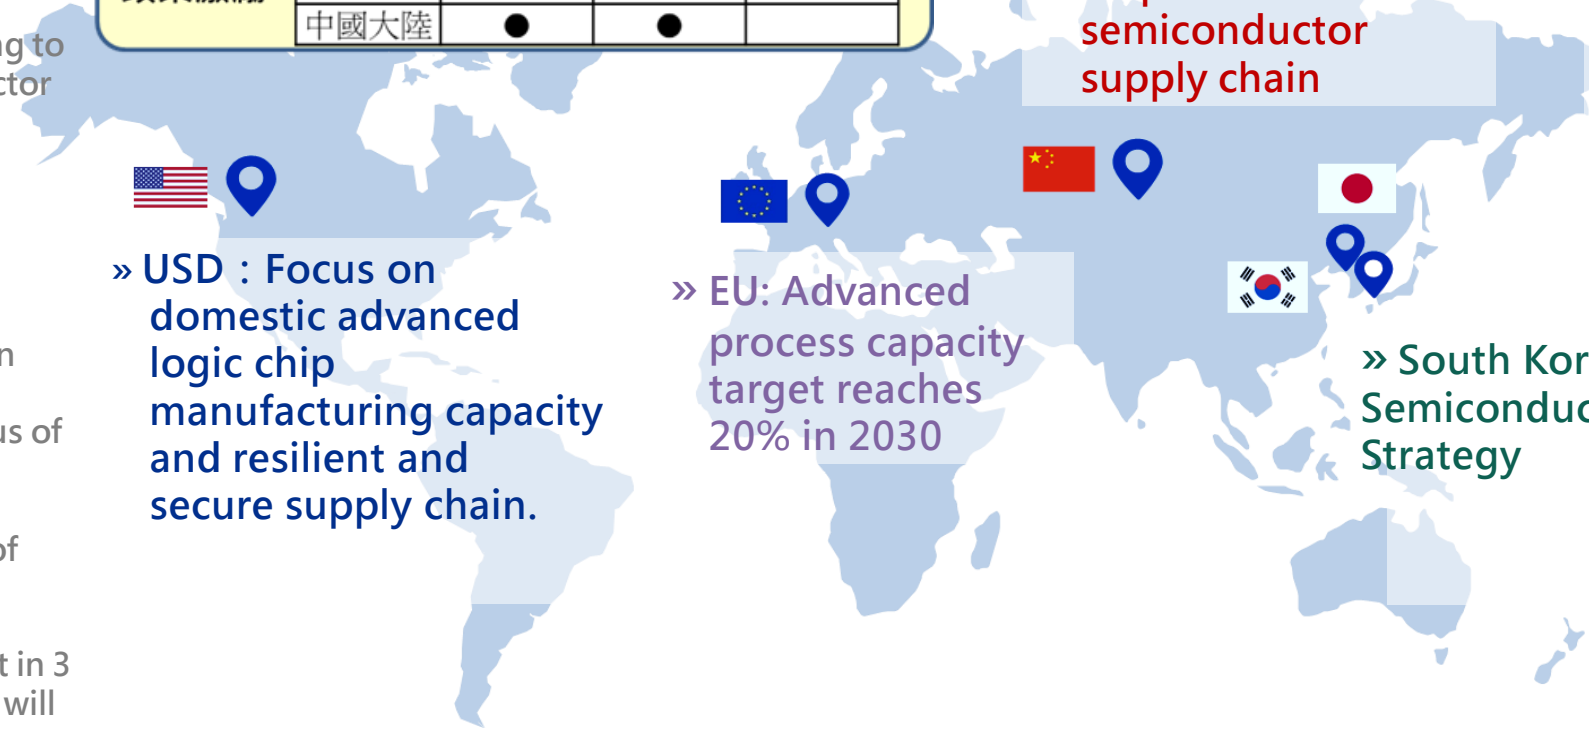 中國大陸 ● ●
ng to
ctor
semiconductor
supply chain
» USD：Focus on
domestic advanced
logic chip
manufacturing capacity
and resilient and
secure supply chain.
» EU: Advanced
process capacity
target reaches
20% in 2030
» South Kor
Semiconduc
Strategy
n
us of
of
t in 3
will